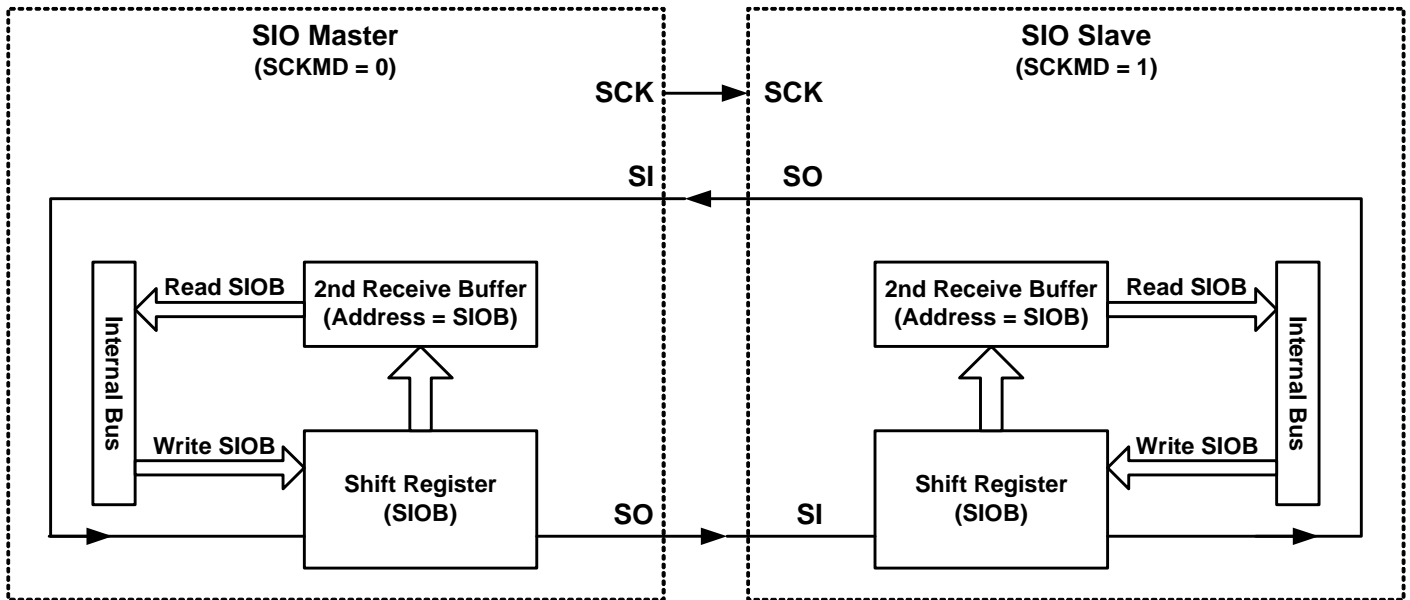 SIO Master
(SCKMD = 0)
SIO Slave
(SCKMD = 1)
SCK
SCK
SI
SO
Read SIOB
2nd Receive Buffer
(Address = SIOB)
2nd Receive Buffer
(Address = SIOB)
Read SIOB
Internal Bus
Internal Bus
Write SIOB
Shift Register
(SIOB)
Shift Register
(SIOB)
Write SIOB
SO
SI